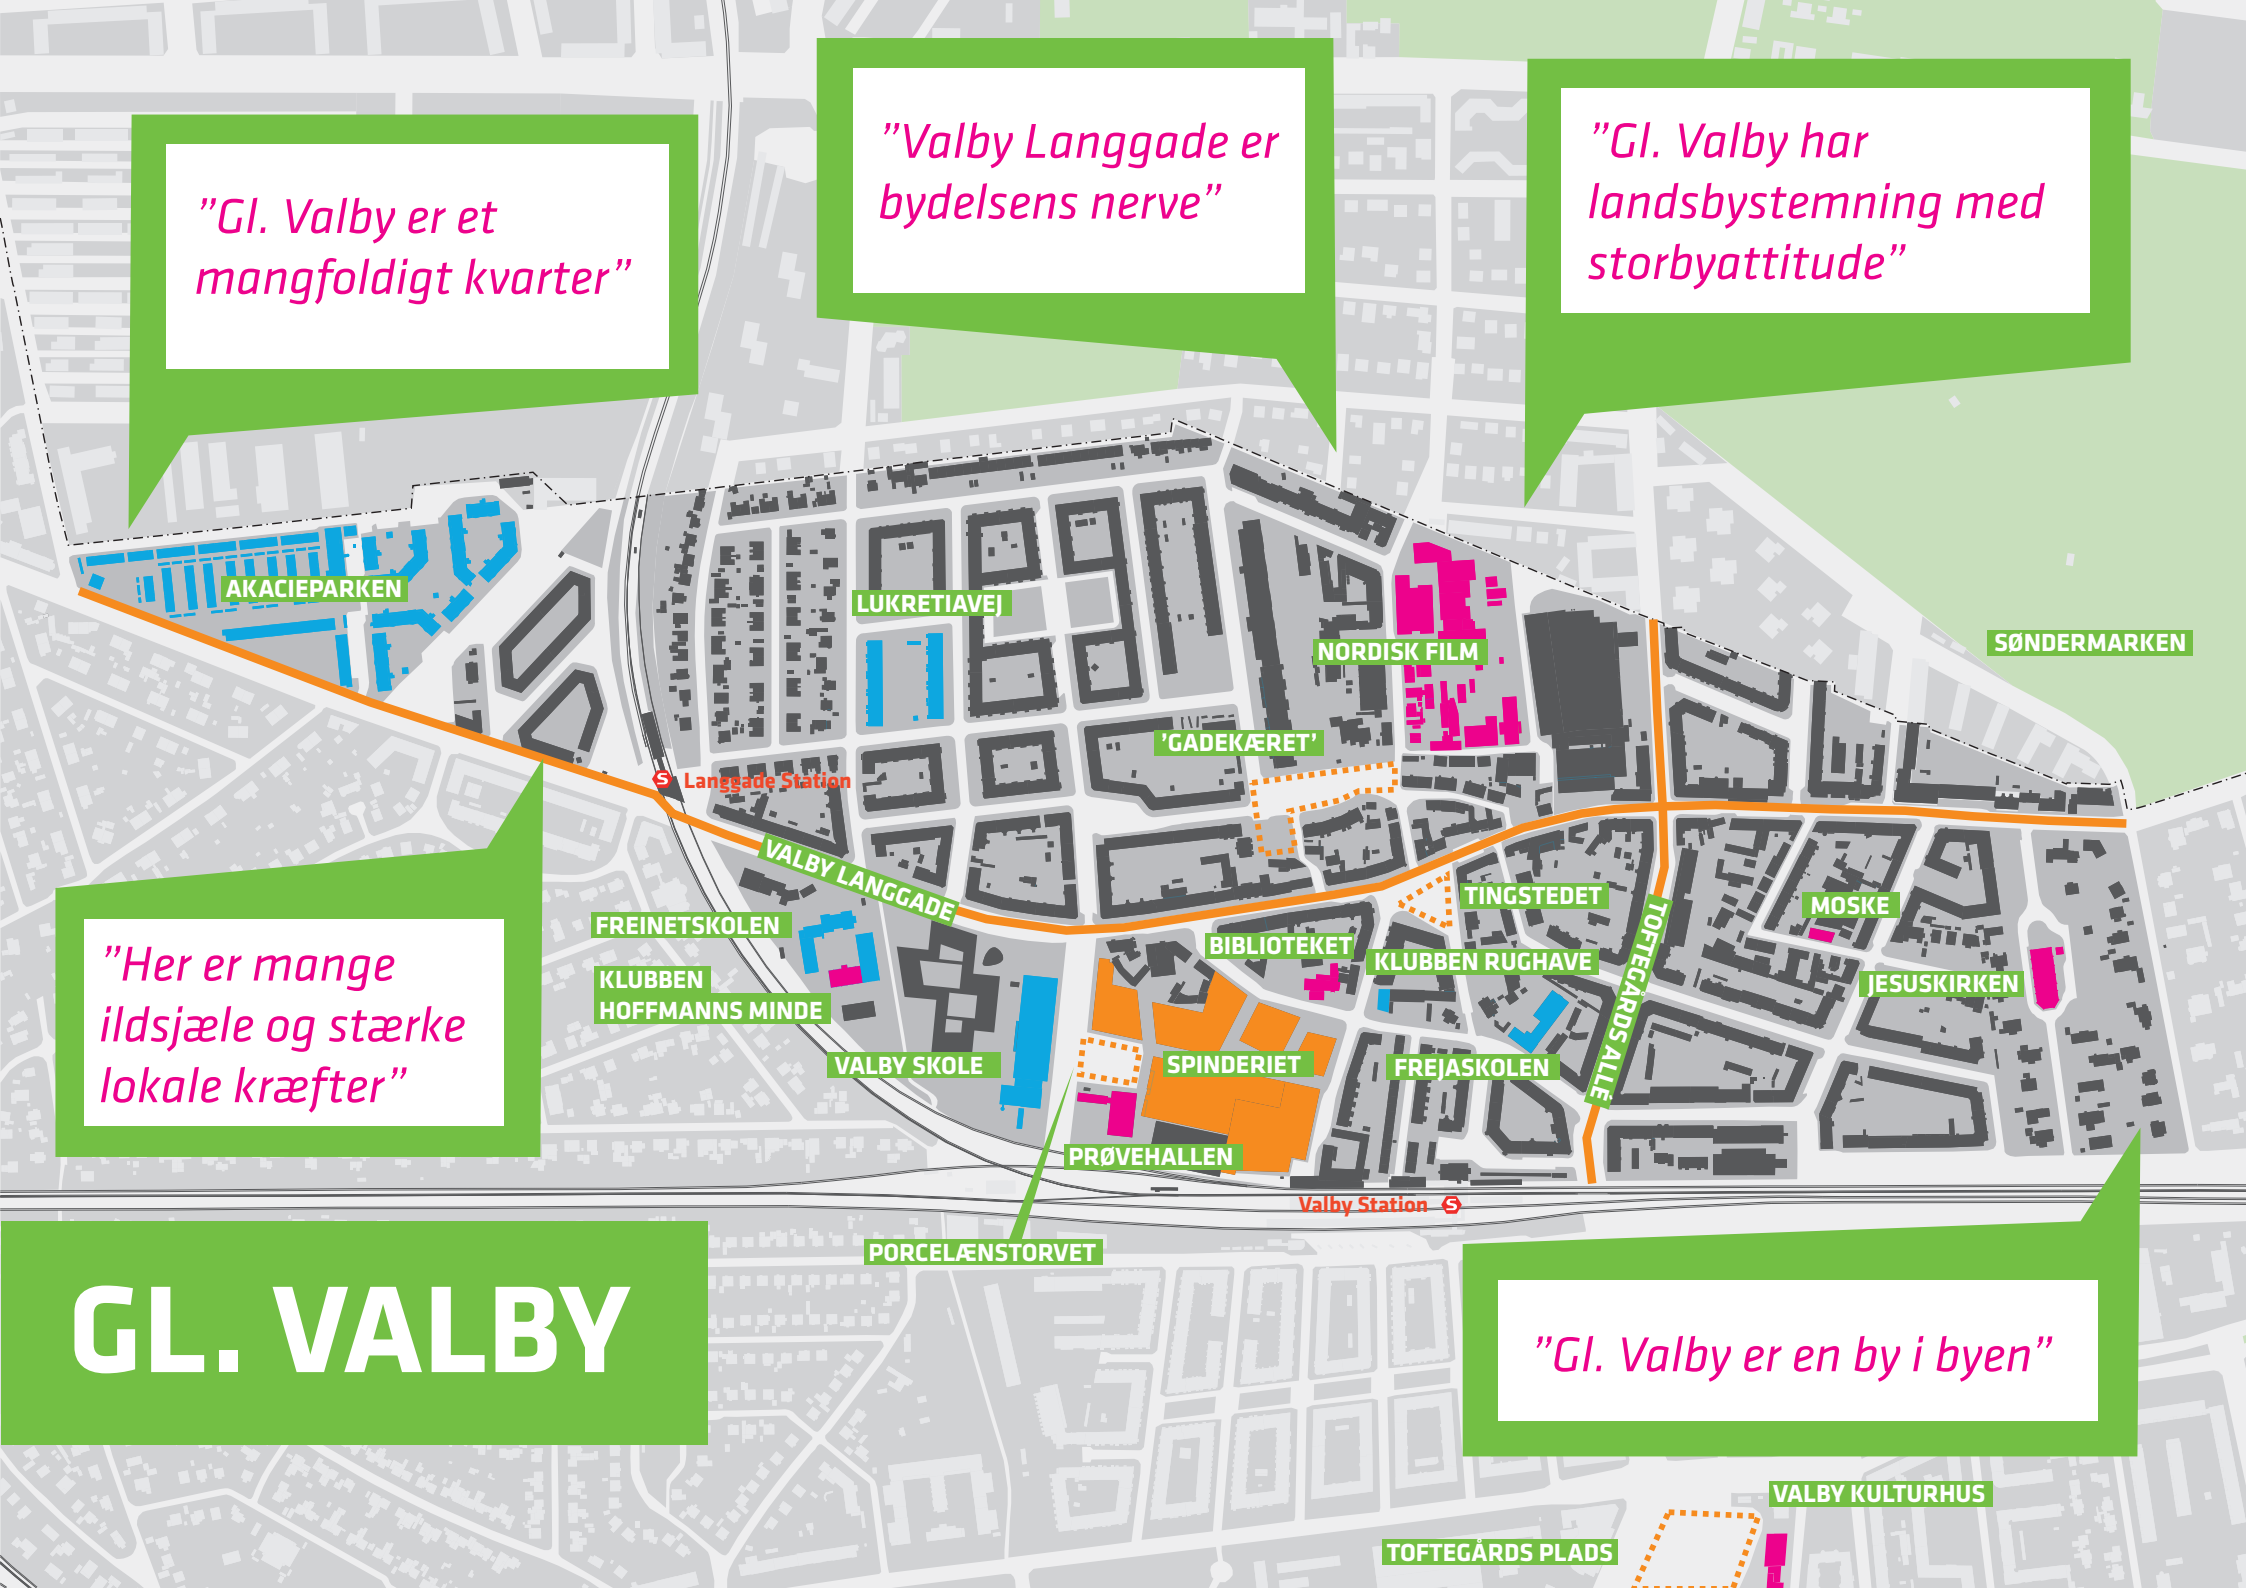 ”Gl. Valby er et
mangfoldigt kvarter”
”Valby Langgade er
bydelsens nerve”
”Gl. Valby har
landsbystemning med
storbyattitude”
AKACIEPARKEN
LUKRETIAVEJ
NORDISK FILM
SØNDERMARKEN
’GADEKÆRET’
S Langgade Station
VALBY LANGGADE
TINGSTEDET
MOSKE
FREINETSKOLEN
BIBLIOTEKET
KLUBBEN RUGHAVE
TOFTEGÅRDS ALLÉ
JESUSKIRKEN
KLUBBEN
HOFFMANNS MINDE
VALBY SKOLE
SPINDERIET
FREJASKOLEN
”Her er mange
ildsjæle og stærke
lokale kræfter”
PRØVEHALLEN
Valby Station S
PORCELÆNSTORVET
GL. VALBY
”Gl. Valby er en by i byen”
VALBY KULTURHUS
TOFTEGÅRDS PLADS